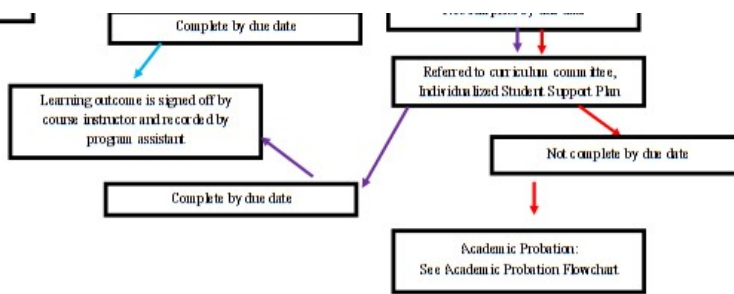 Complete by due date
Referred to curriculum committee,
Individualized Student Support Plan
Learning outcome is signed off by
course instructor and recorded by
program assistant
Not complete by due date
Complete by due date
Academic Probation:
See Academic Probation Flowchart